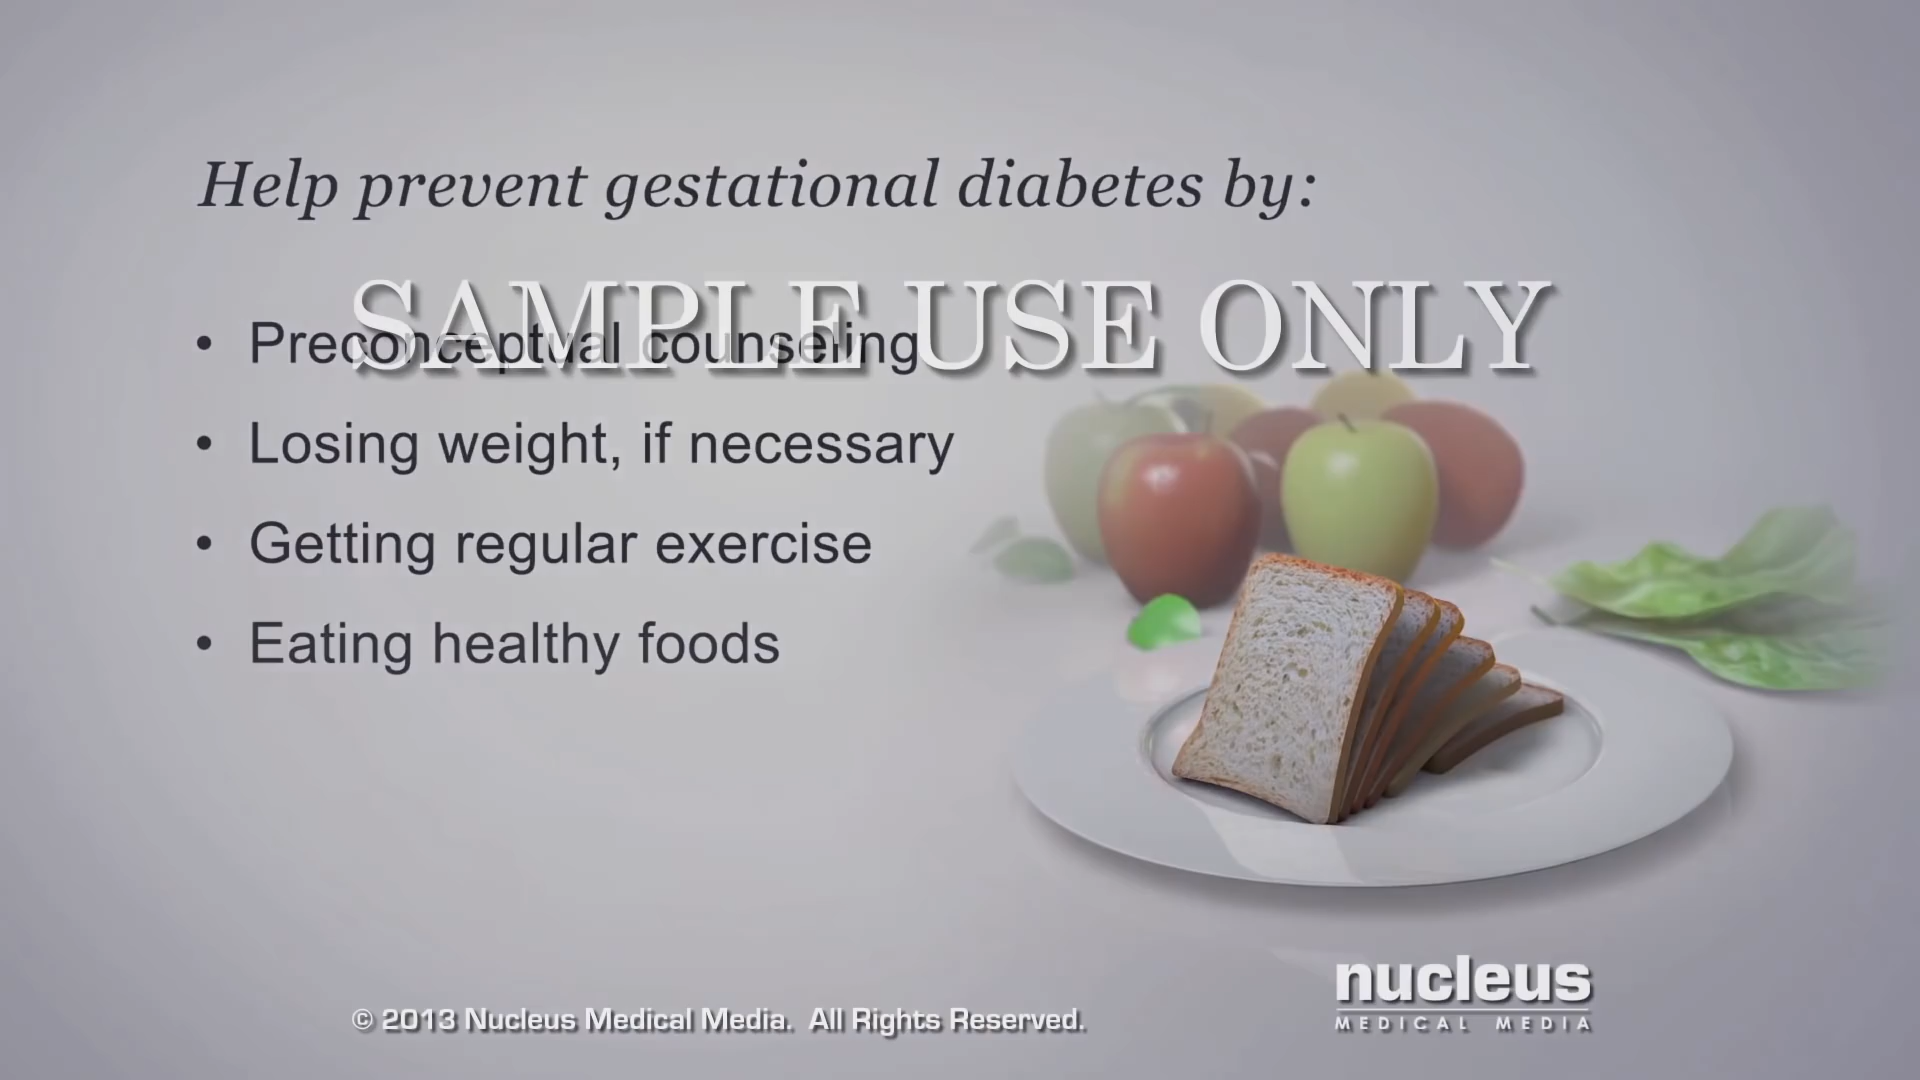 Help prevent gestational diabetes by:
SAMPLE USE ONLY
• Preconceptual counseling
• Losing weight, if necessary
• Getting regular exercise
• Eating healthy foods
nucleus
MEDICAL MEDIA
© 2013 Nucleus Medical Media. All Rights Reserved.